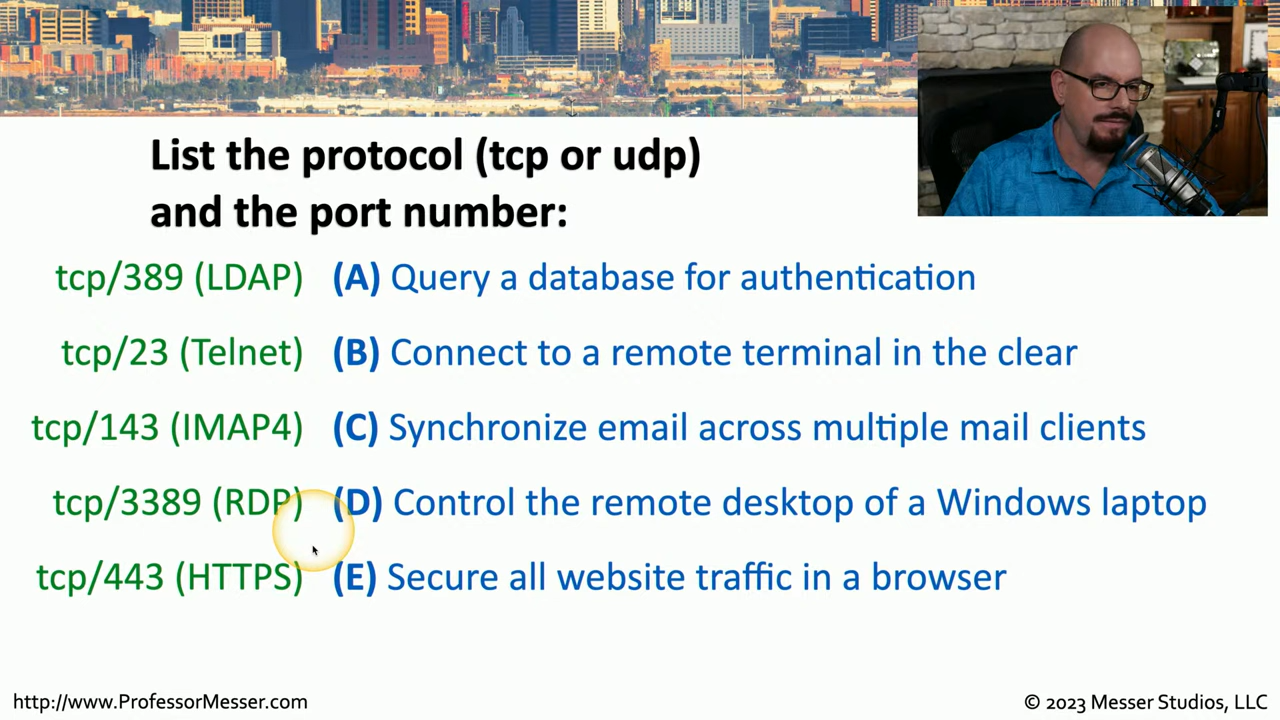 List the protocol (tcp or udp)
and the port number:
tcp/389 (LDAP) (A) Query a database for authentication
tcp/23 (Telnet) (B) Connect to a remote terminal in the clear
tcp/143 (IMAP4) (C) Synchronize email across multiple mail clients
tcp/3389 (RDP) (D) Control the remote desktop of a Windows laptop
tcp/443 (HTTPS) (E) Secure all website traffic in a browser
http://www.ProfessorMesser.com © 2023 Messer Studios, LLC